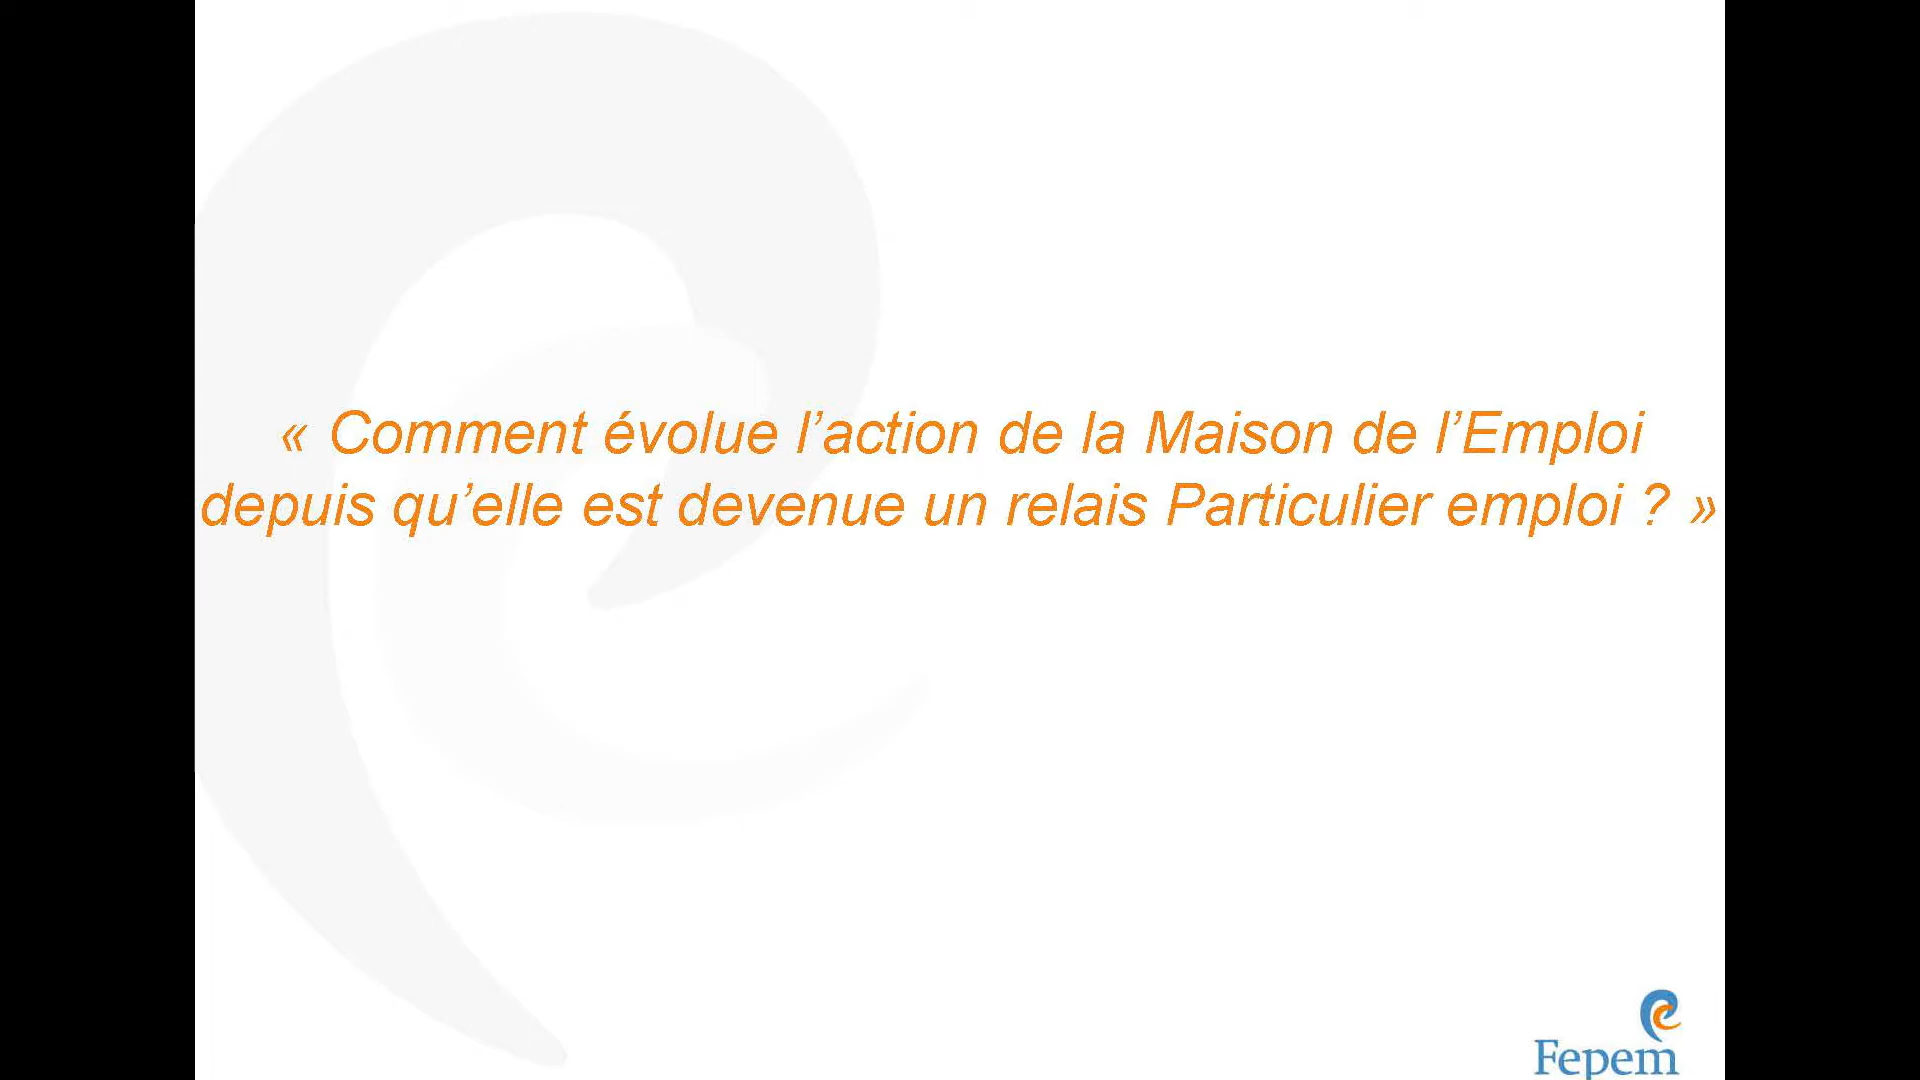 « Comment évolue l’action de la Maison de l’Emploi
depuis qu’elle est devenue un relais Particulier emploi ? »
Fepem